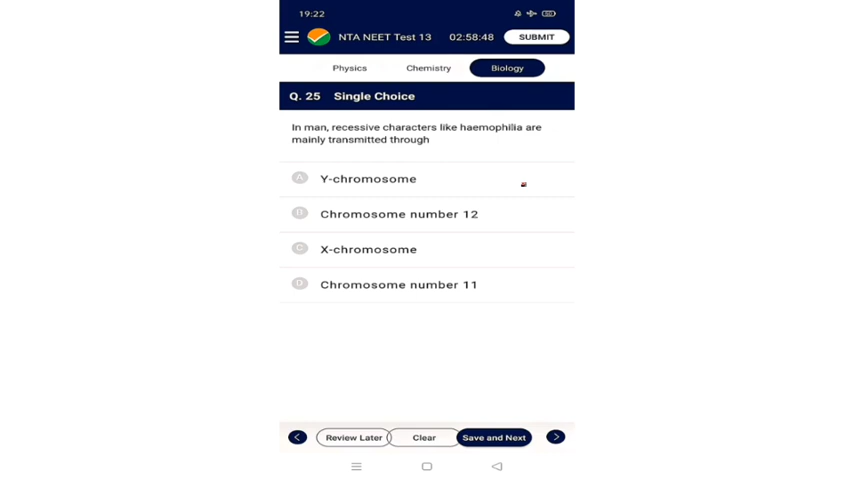 19:22
NTA NEET Test 13 02:58:48 SUBMIT
Physics Chemistry Biology
Q. 25 Single Choice
In man, recessive characters like haemophilia are
mainly transmitted through
A Y-chromosome
B Chromosome number 12
C X-chromosome
D Chromosome number 11
Review Later Clear Save and Next